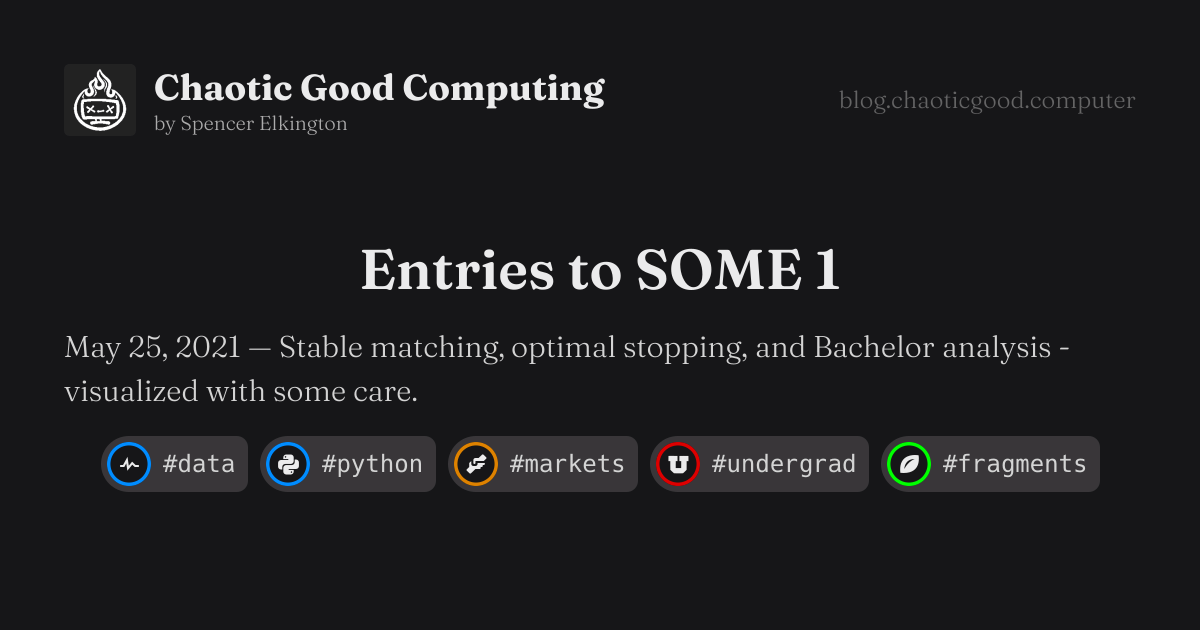 Chaotic Good Computing
by Spencer Elkington
blog.chaoticgood.computer
Entries to SOME 1
May 25, 2021 — Stable matching, optimal stopping, and Bachelor analysis -
visualized with some care.
#data #python #markets #undergrad #fragments